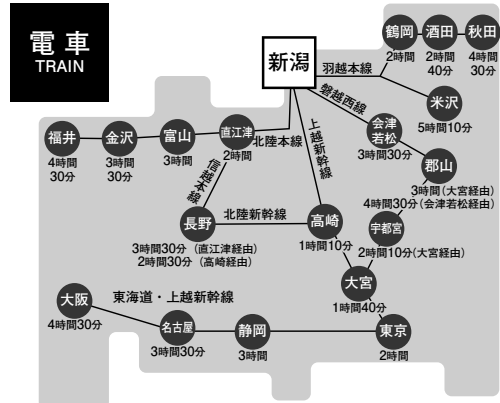 電車
TRAIN
新潟
鶴岡
2時間
酒田
2時間
40分
秋田
4時間
30分
羽越本線
米沢
5時間10分
磐越西線
会津
若松
3時間30分
郡山
3時間(大宮経由)
4時間30分(会津若松経由)
上越新幹線
北陸本線
直江津
2時間
富山
3時間
金沢
3時間
30分
福井
4時間
30分
信越本線
長野
3時間30分(直江津経由)
2時間30分(高崎経由)
北陸新幹線
高崎
1時間10分
宇都宮
2時間10分(大宮経由)
大宮
1時間40分
大阪
4時間30分
東海道・上越新幹線
名古屋
3時間30分
静岡
3時間
東京
2時間